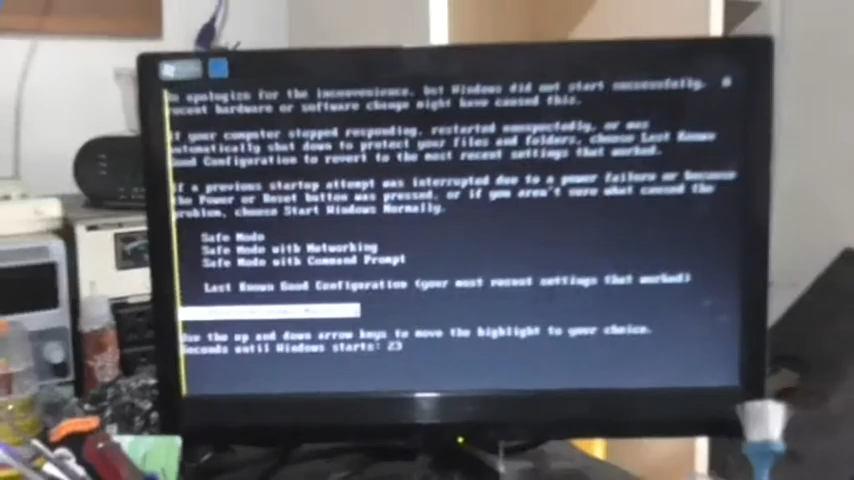 We apologize for the inconvenience, but Windows did not start successfully. A
recent hardware or software change might have caused this.
If your computer stopped responding, restarted unexpectedly, or was
automatically shut down to protect your files and folders, choose Last Known
Good Configuration to revert to the most recent settings that worked.
If a previous startup attempt was interrupted due to a power failure or because
the Power or Reset button was pressed, or if you aren't sure what caused the
problem, choose Start Windows Normally.
Safe Mode
Safe Mode with Networking
Safe Mode with Command Prompt
Last Known Good Configuration (your most recent settings that worked)
Use the up and down arrow keys to move the highlight to your choice.
Seconds until Windows starts: 23